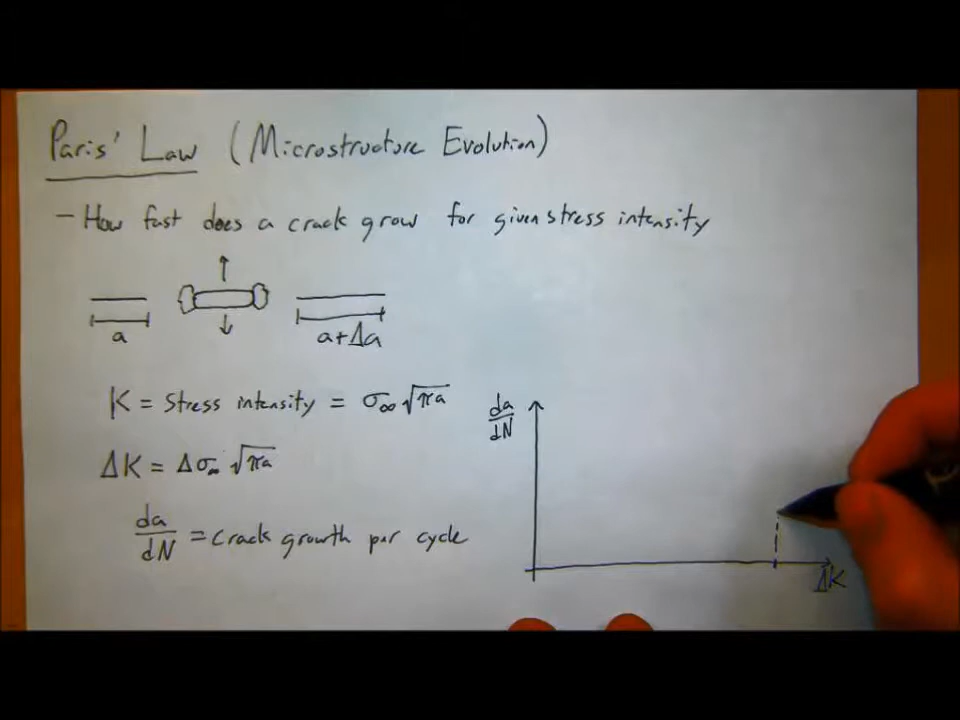 Paris' Law (Microstructure Evolution)
- How fast does a crack grow for given stress intensity
a
a+Δa
K = Stress intensity = σ∞ √πa
ΔK = Δσ∞ √πa
da/dN = crack growth per cycle
da/dN
ΔK